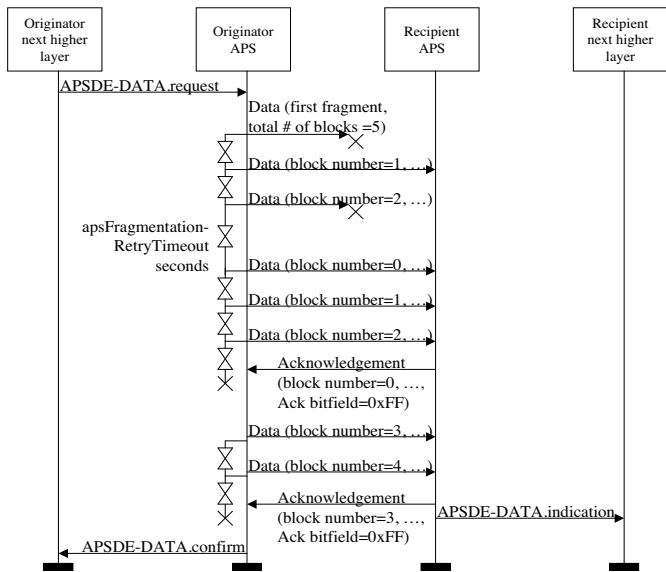 Originator
next higher
layer
Originator
APS
Recipient
APS
Recipient
next higher
layer
APSDE-DATA.request
Data (first fragment,
total # of blocks =5)
Data (block number=1, …)
Data (block number=2, …)
apsFragmentation-
RetryTimeout
seconds
Data (block number=0, …)
Data (block number=1, …)
Data (block number=2, …)
Acknowledgement
(block number=0, …,
Ack bitfield=0xFF)
Data (block number=3, …)
Data (block number=4, …)
Acknowledgement
(block number=3, …,
Ack bitfield=0xFF)
APSDE-DATA.indication
APSDE-DATA.confirm